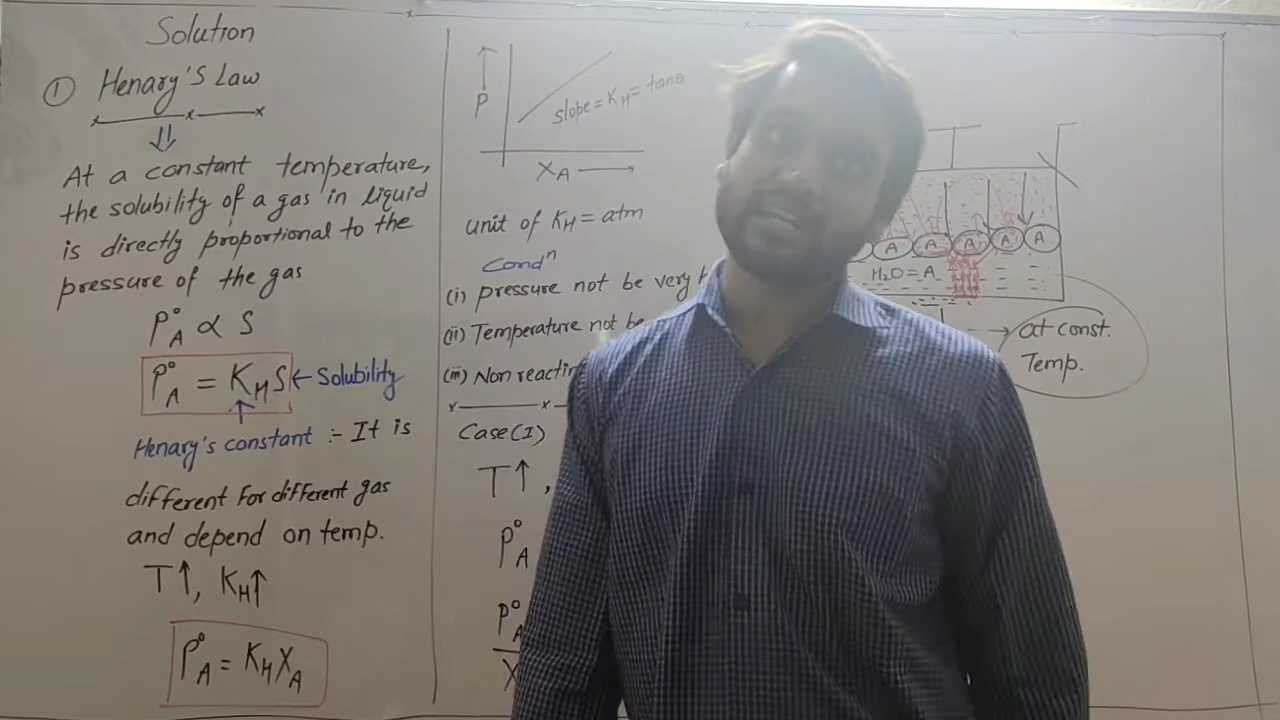 Solution
① Henary'S Law
At a constant temperature,
the solubility of a gas in liquid
is directly proportional to the
pressure of the gas
P°A ∝ S
P°A = KH S ← Solubility
Henary's constant :- It is
different for different gas
and depend on temp.
T↑, KH↑
P°A = KH XA
P
slope = KH = tanθ
XA
unit of KH = atm
Condⁿ
(i) pressure not be very
(ii) Temperature not be
(iii) Non
Case (I)
T↑,
P°A
P°A
X
A A A A A
H₂O = A
at const.
Temp.